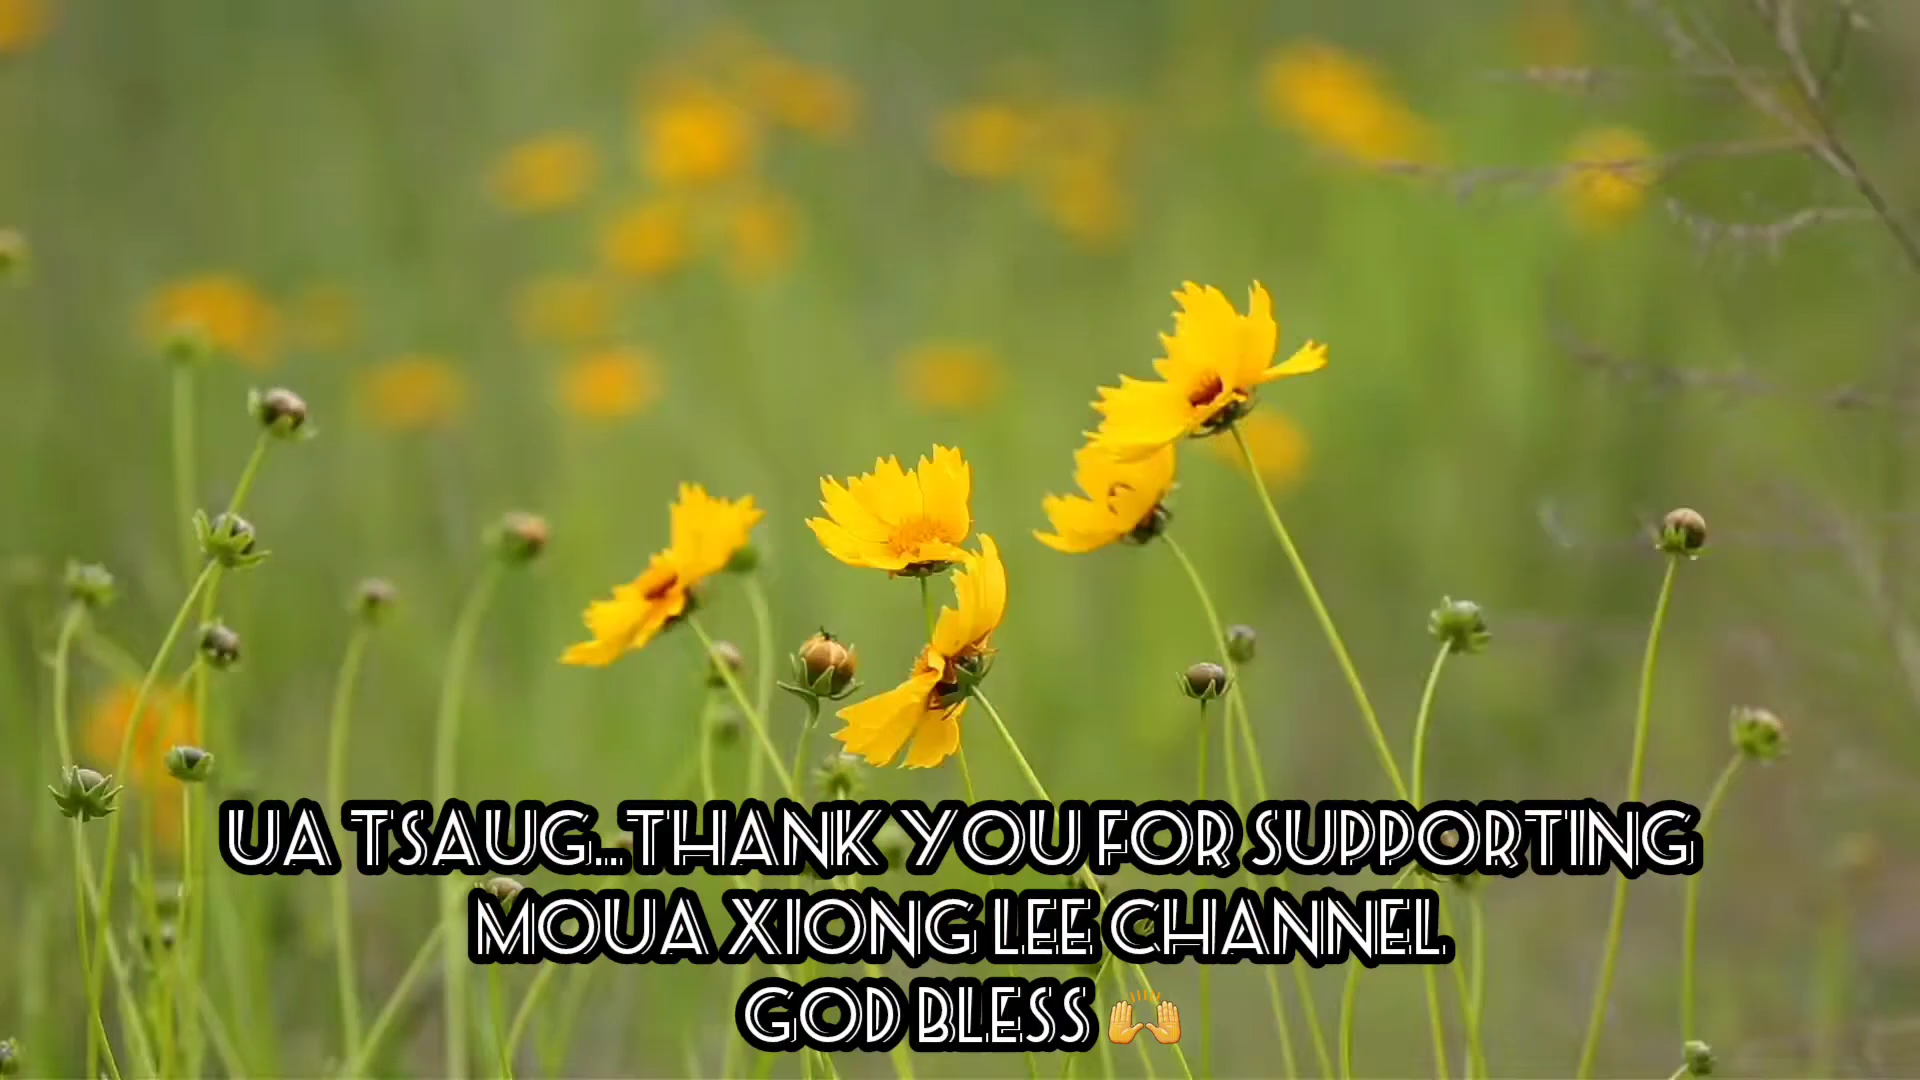 UA TSAUG...THANK YOU FOR SUPPORTING
MOUA XIONG LEE CHANNEL
GOD BLESS 🙌